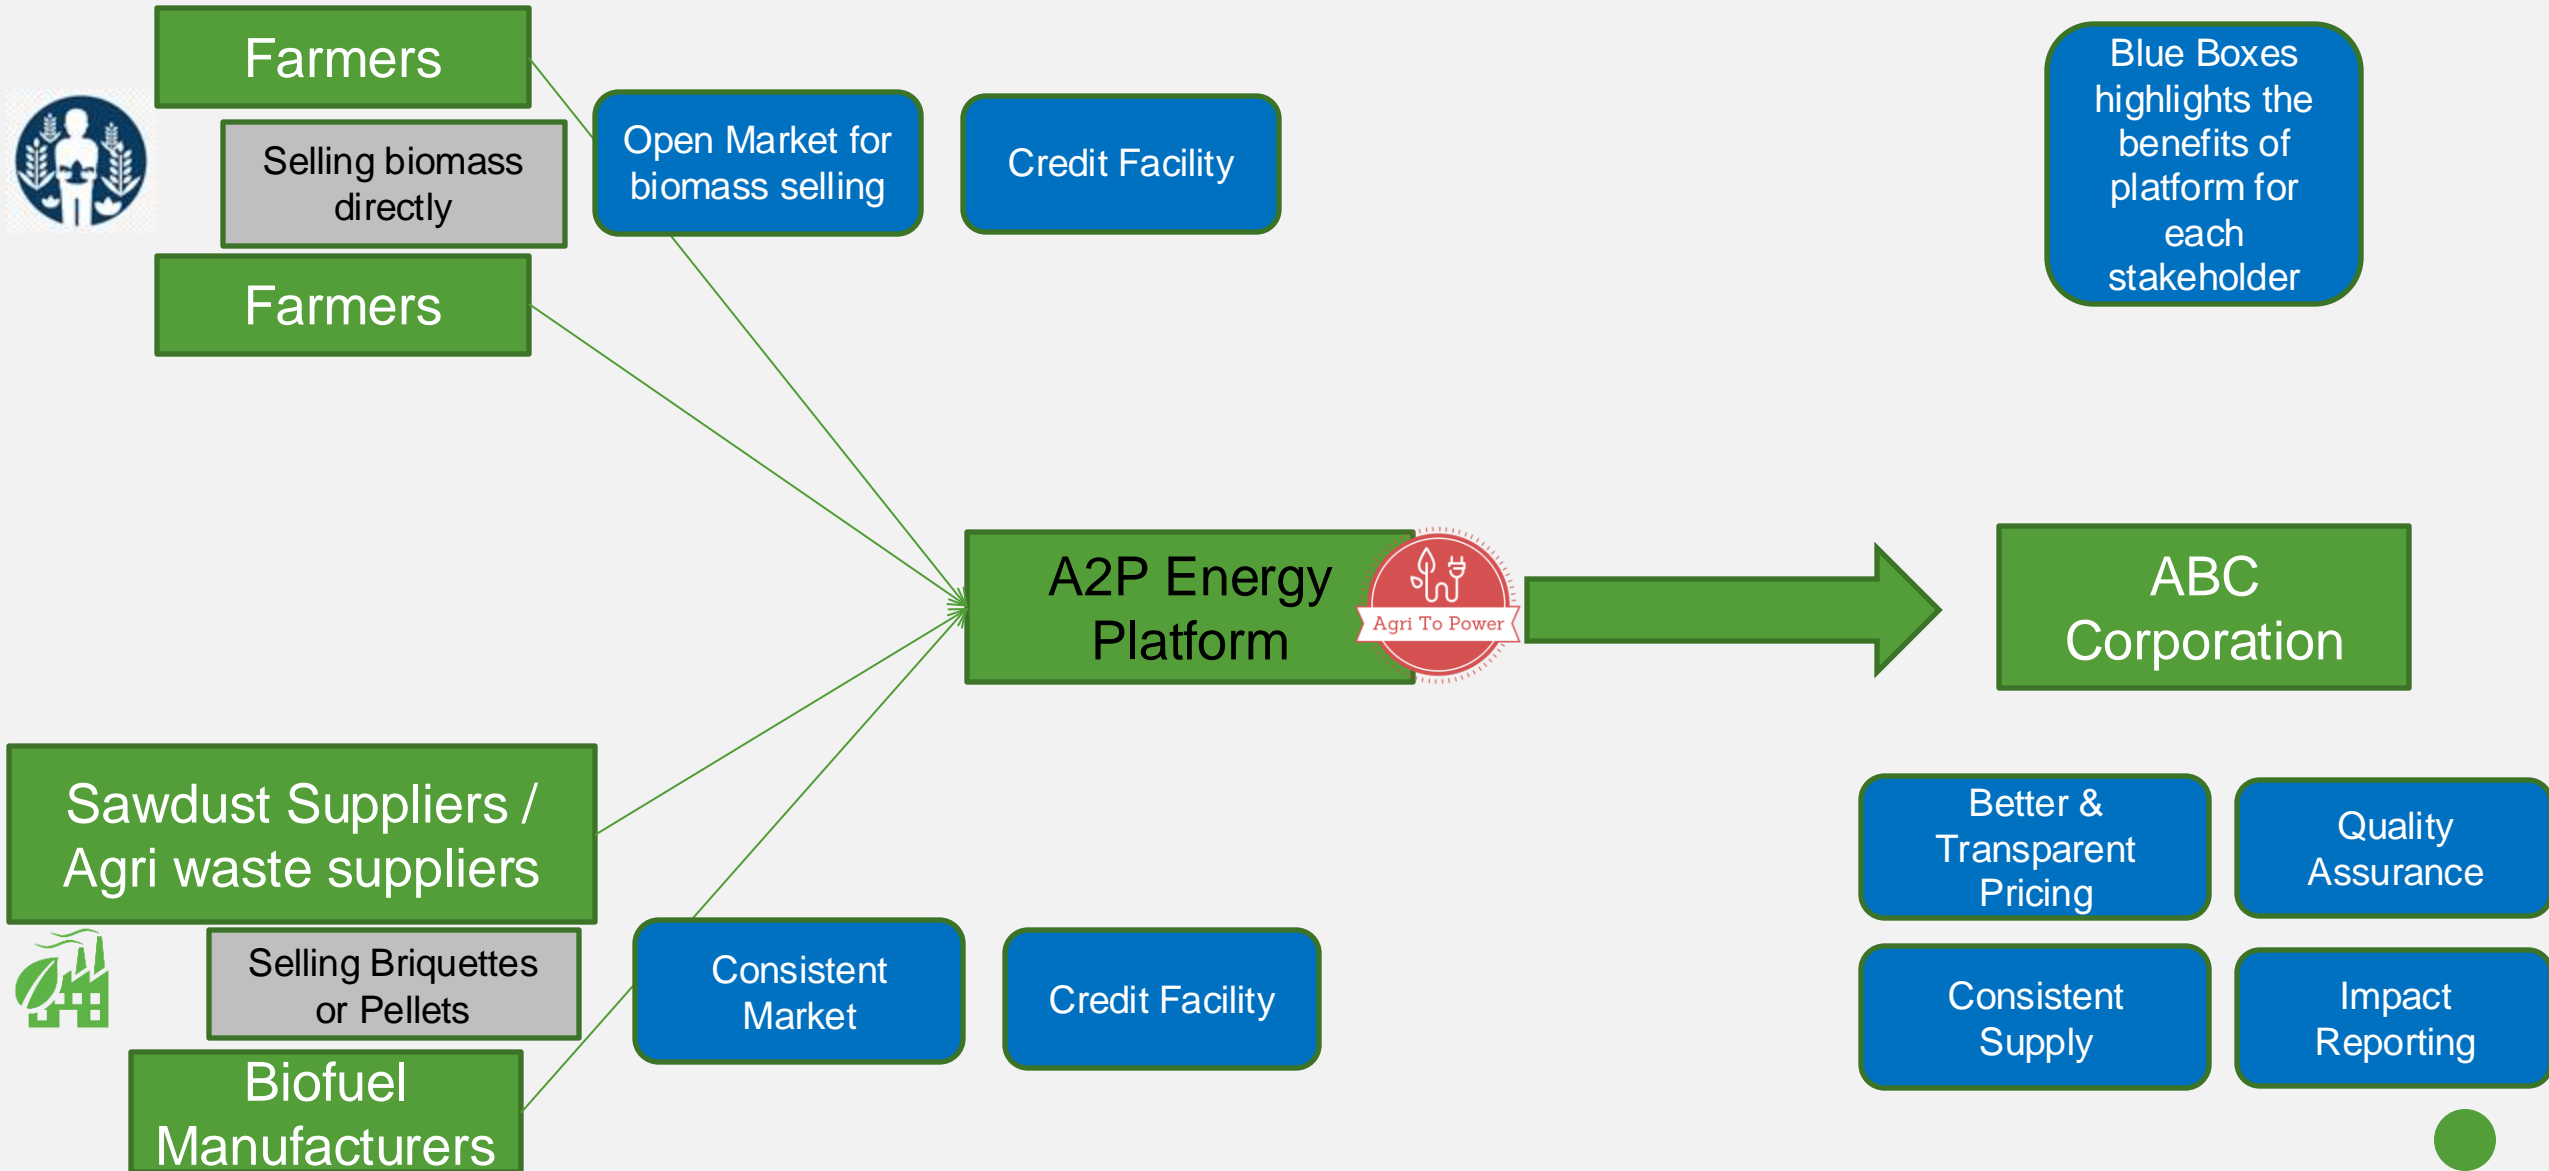 Farmers
Selling biomass
directly
Farmers
Open Market for
biomass selling
Credit Facility
Blue Boxes
highlights the
benefits of
platform for
each
stakeholder
A2P Energy
Platform
Agri To Power
ABC
Corporation
Sawdust Suppliers /
Agri waste suppliers
Selling Briquettes
or Pellets
Biofuel
Manufacturers
Consistent
Market
Credit Facility
Better &
Transparent
Pricing
Quality
Assurance
Consistent
Supply
Impact
Reporting